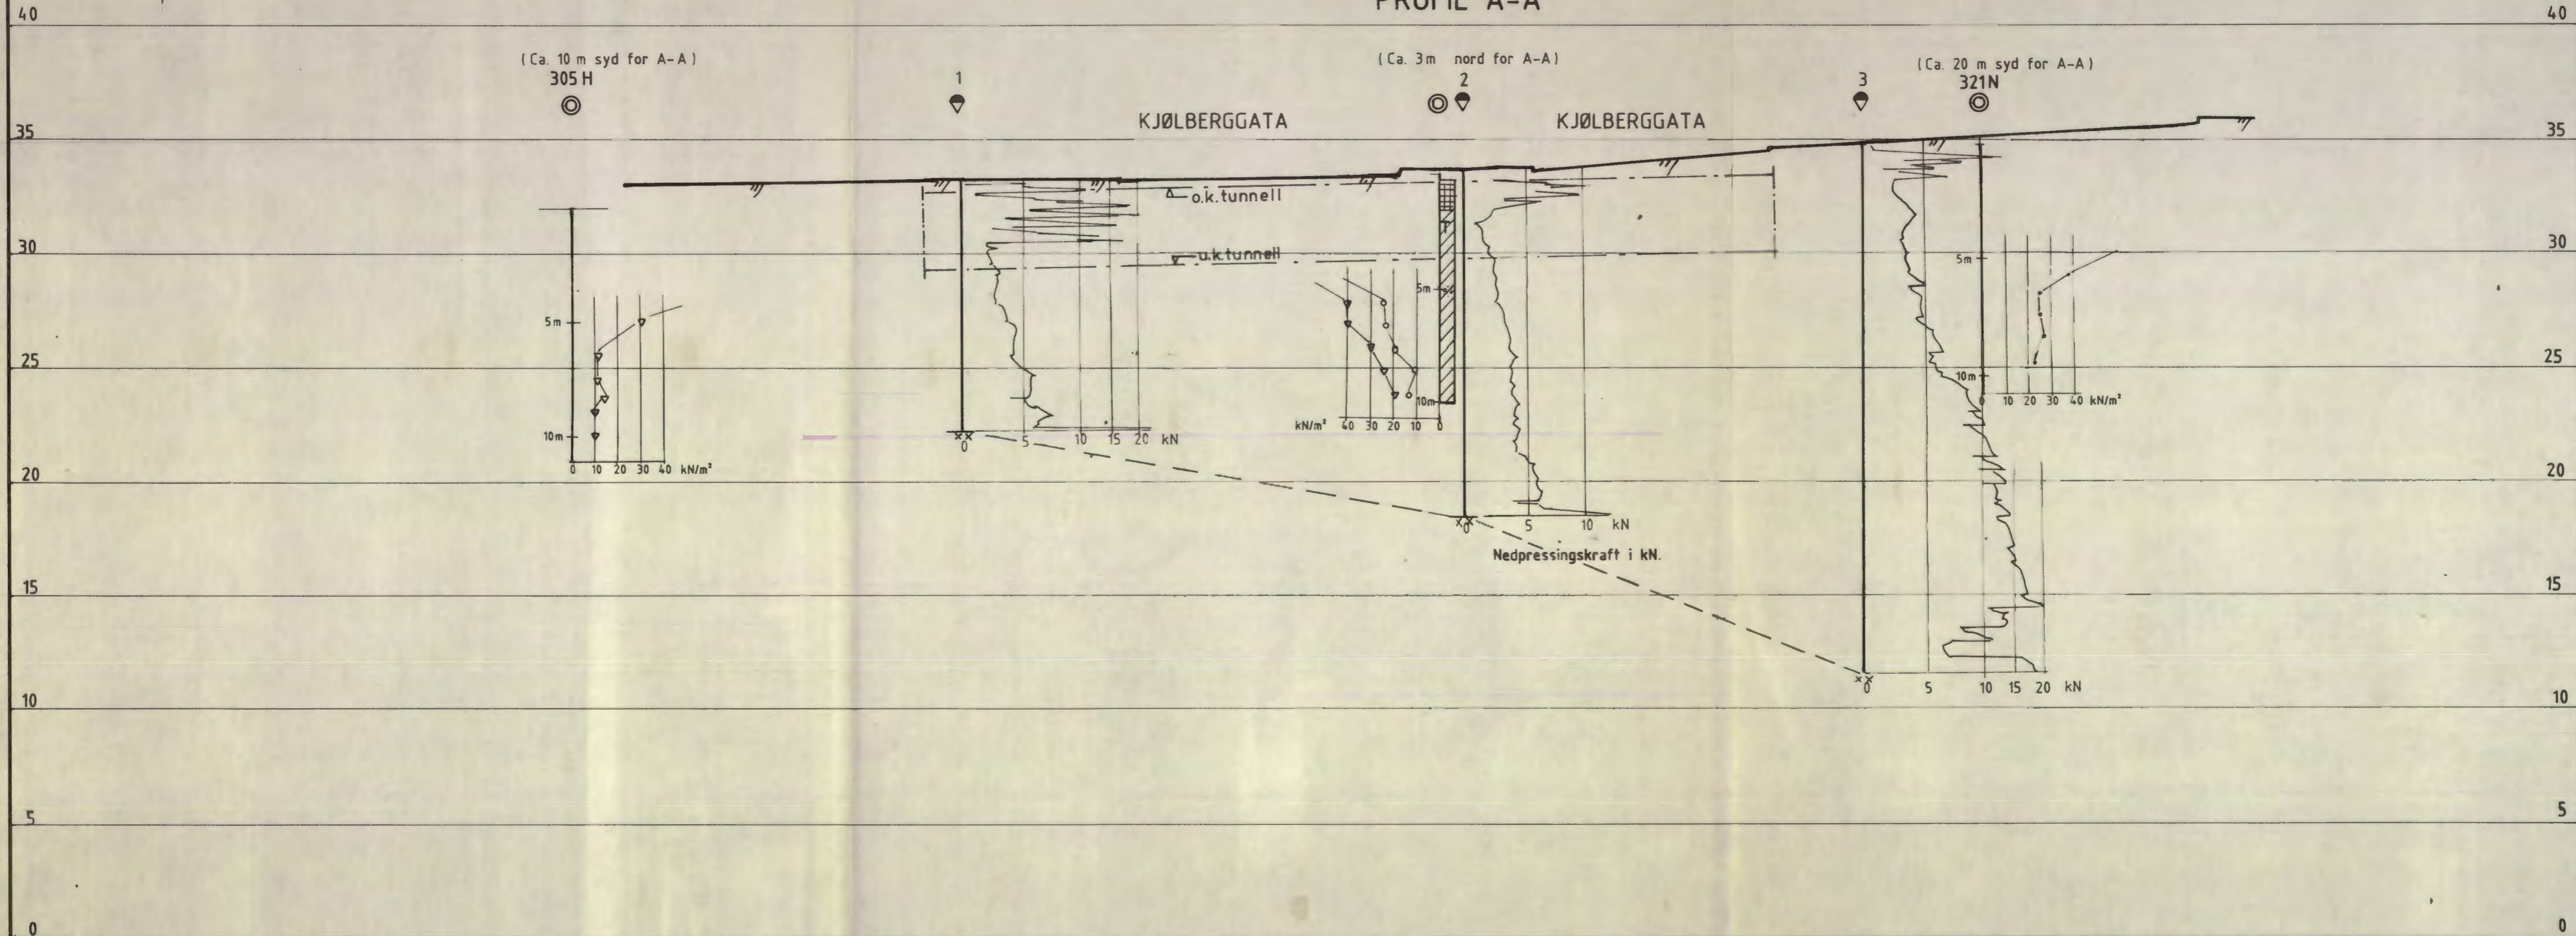 PROFIL A-A
40 40
(Ca. 10 m syd for A-A)
305 H
1
(Ca. 3m nord for A-A)
2
3
(Ca. 20 m syd for A-A)
321N
KJØLBERGGATA
KJØLBERGGATA
35 35
o.k.tunnell
30 30
u.k.tunnell
5m
10m
0 10 20 30 40 kN/m²
25 25
0 5 10 15 20 kN
T
5m
10m
kN/m² 40 30 20 10 0
5m
10m
0 10 20 30 40 kN/m²
20 20
0 5 10 kN
Nedpressingskraft i kN.
15 15
0 5 10 15 20 kN
10 10
5 5
0 0